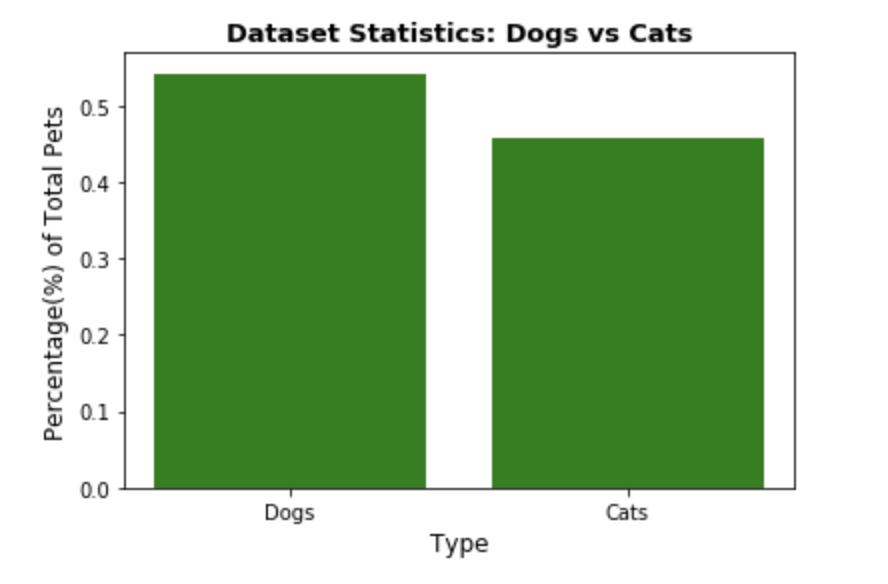 Dataset Statistics: Dogs vs Cats
Percentage(%) of Total Pets
0.5
0.4
0.3
0.2
0.1
0.0
Dogs
Cats
Type